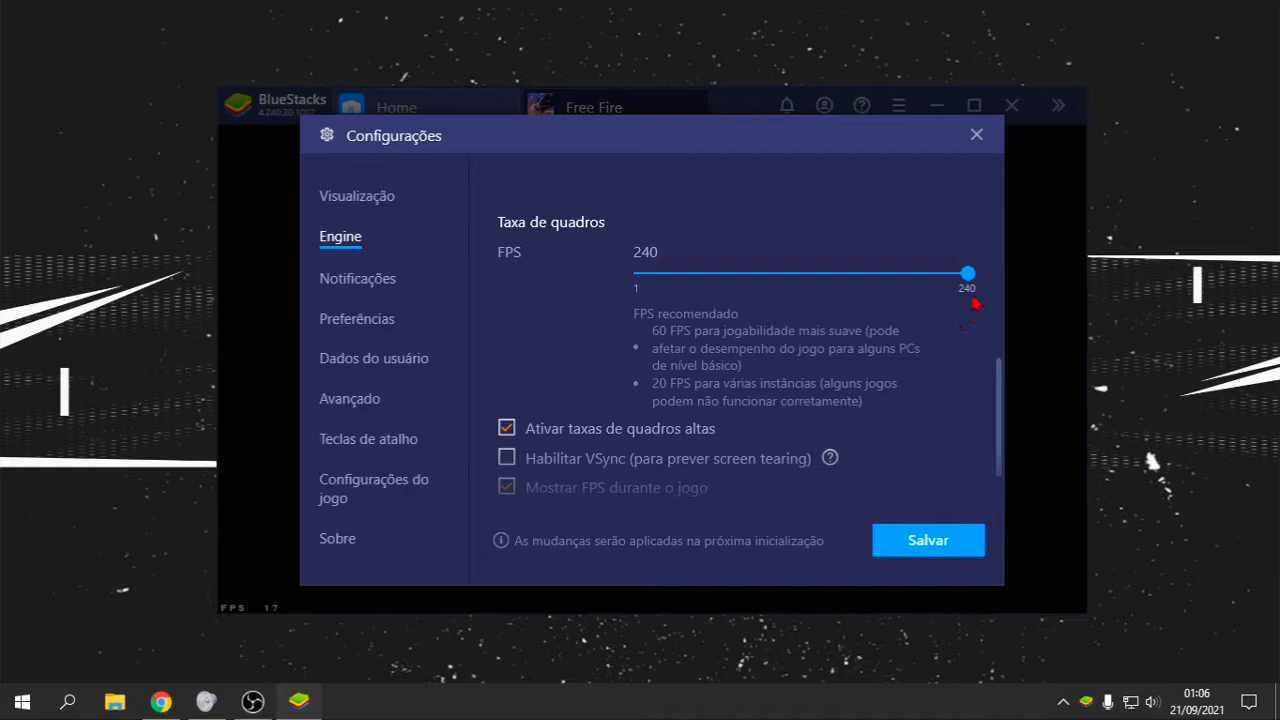 BlueStacks
4.240.30.1002
Home
Free Fire
Configurações
Visualização
Engine
Notificações
Preferências
Dados do usuário
Avançado
Teclas de atalho
Configurações do
jogo
Sobre
Taxa de quadros
FPS
240
1
240
FPS recomendado
60 FPS para jogabilidade mais suave (pode
afetar o desempenho do jogo para alguns PCs
de nível básico)
20 FPS para várias instâncias (alguns jogos
podem não funcionar corretamente)
Ativar taxas de quadros altas
Habilitar VSync (para prever screen tearing)
Mostrar FPS durante o jogo
As mudanças serão aplicadas na próxima inicialização
Salvar
FPS 17
01:06
21/09/2021